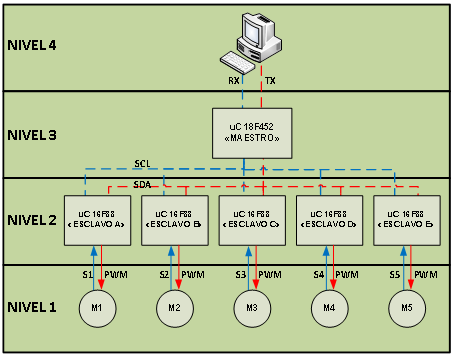 NIVEL 4
RX TX
NIVEL 3
uC 18F452
«MAESTRO»
SCL
SDA
NIVEL 2
uC 16F88
«ESCLAVO A»
uC 16F88
«ESCLAVO B»
uC 16F88
«ESCLAVO C»
uC 16F88
«ESCLAVO D»
uC 16F88
«ESCLAVO E»
S1 PWM
S2 PWM
S3 PWM
S4 PWM
S5 PWM
NIVEL 1
M1
M2
M3
M4
M5